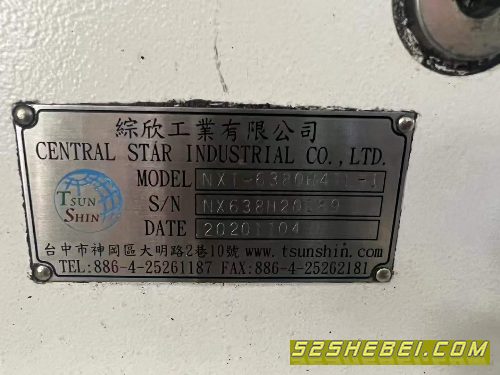 綜欣工業有限公司
CENTRAL STAR INDUSTRIAL CO.,LTD.
TSUN SHIN
MODEL
S/N
DATE 20201104
台中市神岡區大明路2巷10號 www.tsunshin.com
TEL:886-4-25261187 FAX:886-4-25262181
52SHEBEI.COM